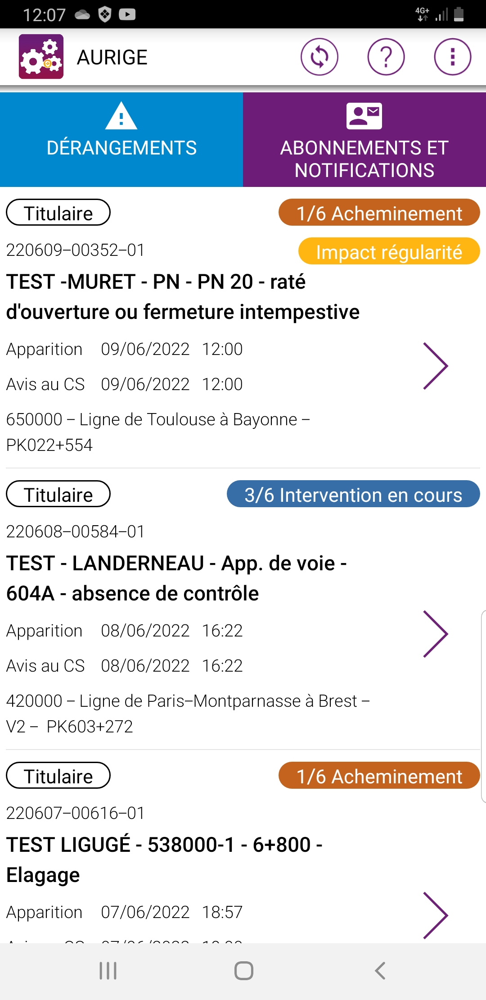 12:07
4G+
AURIGE
?
DÉRANGEMENTS
ABONNEMENTS ET
NOTIFICATIONS
Titulaire
1/6 Acheminement
220609–00352–01
Impact régularité
TEST -MURET - PN - PN 20 - raté
d'ouverture ou fermeture intempestive
Apparition 09/06/2022 12:00
Avis au CS 09/06/2022 12:00
650000 – Ligne de Toulouse à Bayonne –
PK022+554
Titulaire
3/6 Intervention en cours
220608–00584–01
TEST - LANDERNEAU - App. de voie -
604A - absence de contrôle
Apparition 08/06/2022 16:22
Avis au CS 08/06/2022 16:22
420000 – Ligne de Paris–Montparnasse à Brest –
V2 – PK603+272
Titulaire
1/6 Acheminement
220607–00616–01
TEST LIGUGÉ - 538000-1 - 6+800 -
Elagage
Apparition 07/06/2022 18:57